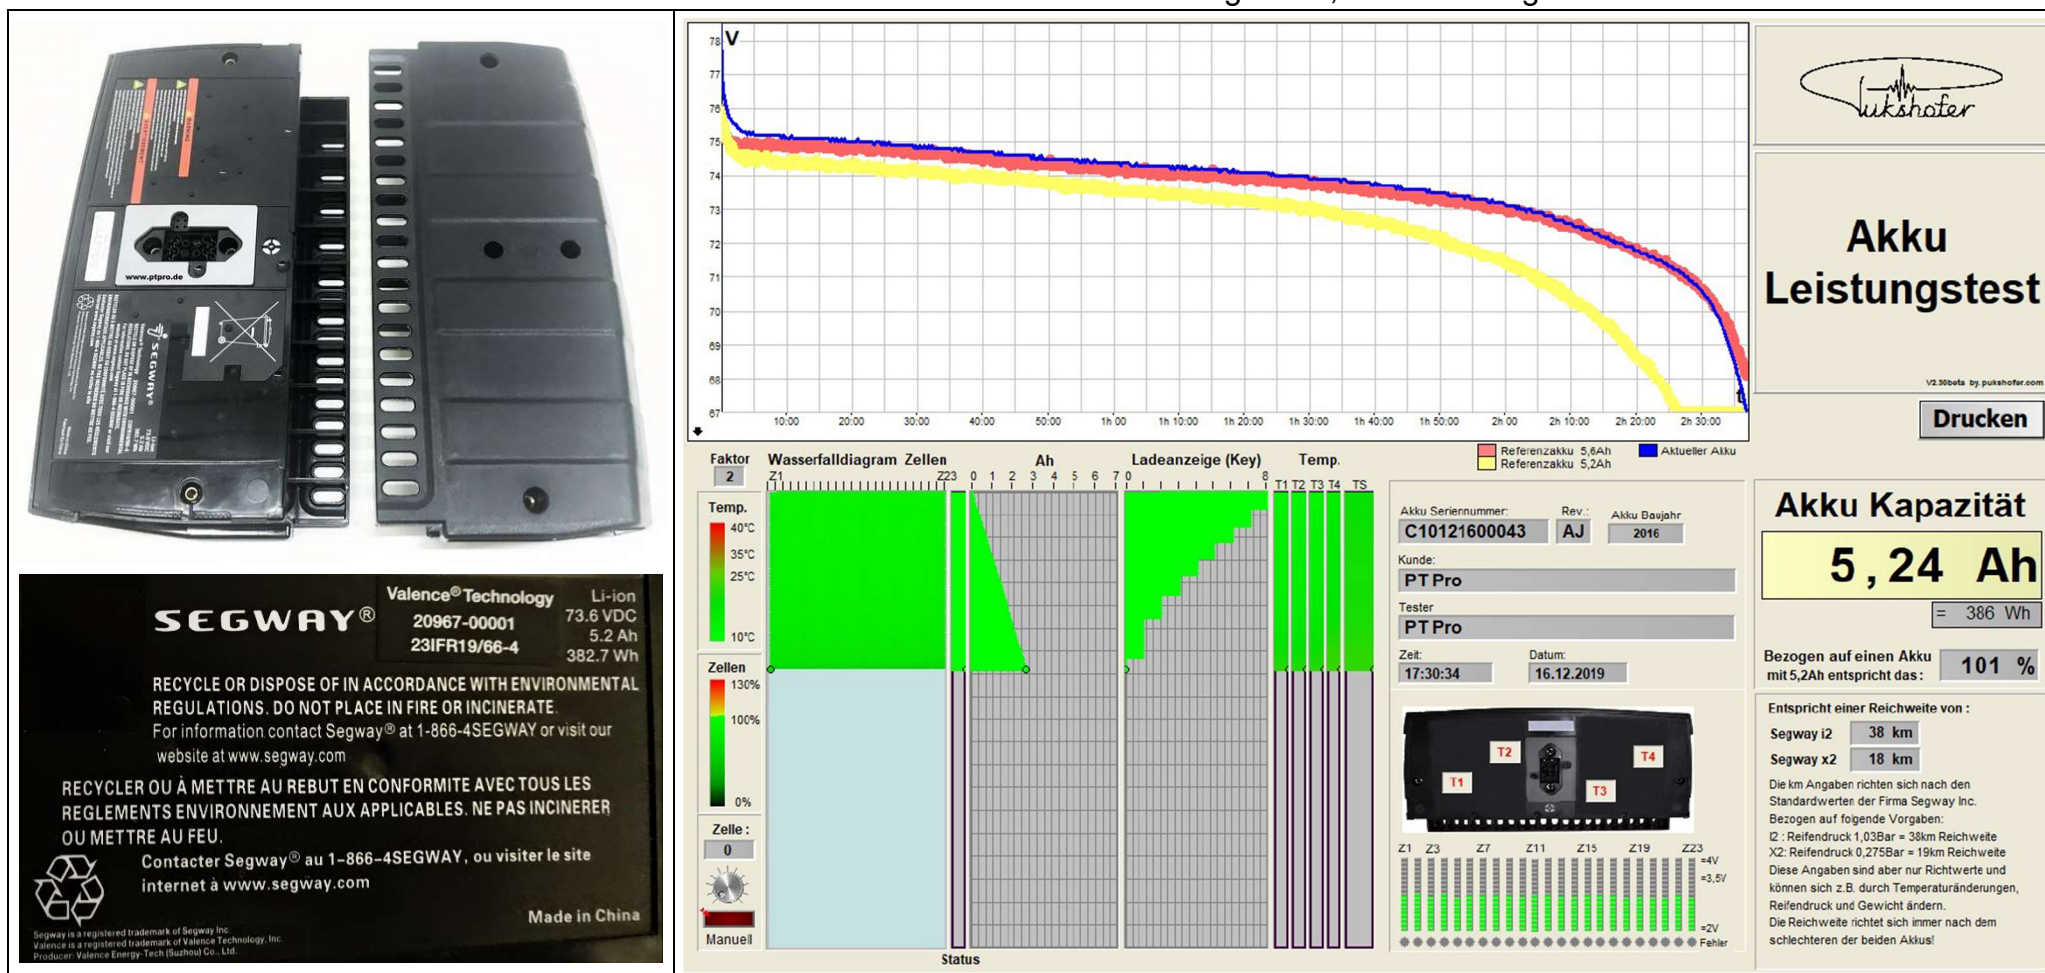 www.ptpro.de
SEGWAY®
SEGWAY®
Valence® Technology
20967-00001
23IFR19/66-4
Li-ion
73.6 VDC
5.2 Ah
382.7 Wh
RECYCLE OR DISPOSE OF IN ACCORDANCE WITH ENVIRONMENTAL
REGULATIONS. DO NOT PLACE IN FIRE OR INCINERATE.
For information contact Segway® at 1-866-4SEGWAY or visit our
website at www.segway.com
RECYCLER OU À METTRE AU REBUT EN CONFORMITE AVEC TOUS LES
REGLEMENTS ENVIRONNEMENT AUX APPLICABLES. NE PAS INCINERER
OU METTRE AU FEU.
Contacter Segway® au 1-866-4SEGWAY, ou visiter le site
internet à www.segway.com
Made in China
Segway is a registered trademark of Segway Inc.
Valence is a registered trademark of Valence Technology, Inc.
Producer: Valence Energy-Tech (Suzhou) Co., Ltd.
V
78
77
76
75
74
73
72
71
70
69
68
67
t
10:00 20:00 30:00 40:00 50:00 1h 00 1h 10:00 1h 20:00 1h 30:00 1h 40:00 1h 50:00 2h 00 2h 10:00 2h 20:00 2h 30:00
Referenzakku 5,6Ah
Referenzakku 5,2Ah
Aktueller Akku
Pukshofer
Akku
Leistungstest
V2.30beta by. pukshofer.com
Drucken
Faktor
2
Wasserfalldiagram Zellen
Z1 Z23
Ah
0 1 2 3 4 5 6 7
Ladeanzeige (Key)
0 8
Temp.
T1 T2 T3 T4 TS
Temp.
40°C
35°C
25°C
10°C
Zellen
130%
100%
0%
Zelle :
0
Manuell
Status
Akku Seriennummer:
C10121600043
Rev.:
AJ
Akku Baujahr
2016
Kunde:
PT Pro
Tester
PT Pro
Zeit:
17:30:34
Datum:
16.12.2019
T1
T2
T3
T4
Z1 Z3 Z7 Z11 Z15 Z19 Z23
=4V
=3,5V
=2V
Fehler
Akku Kapazität
5,24 Ah
= 386 Wh
Bezogen auf einen Akku
mit 5,2Ah entspricht das :
101 %
Entspricht einer Reichweite von :
Segway i2 38 km
Segway x2 18 km
Die km Angaben richten sich nach den
Standardwerten der Firma Segway Inc.
Bezogen auf folgende Vorgaben:
I2 : Reifendruck 1,03Bar = 38km Reichweite
X2: Reifendruck 0,275Bar = 19km Reichweite
Diese Angaben sind aber nur Richtwerte und
können sich z.B. durch Temperaturänderungen,
Reifendruck und Gewicht ändern.
Die Reichweite richtet sich immer nach dem
schlechteren der beiden Akkus!